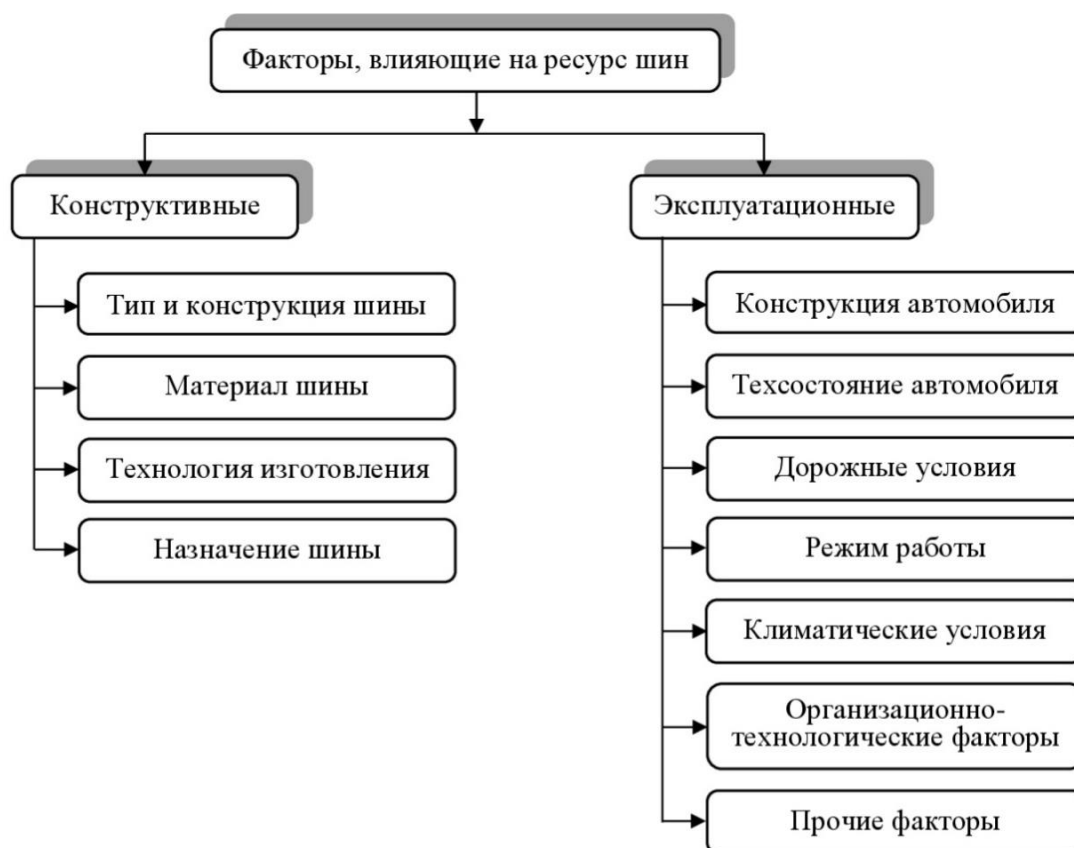 Факторы, влияющие на ресурс шин
Конструктивные
Тип и конструкция шины
Материал шины
Технология изготовления
Назначение шины
Эксплуатационные
Конструкция автомобиля
Техсостояние автомобиля
Дорожные условия
Режим работы
Климатические условия
Организационно-
технологические факторы
Прочие факторы